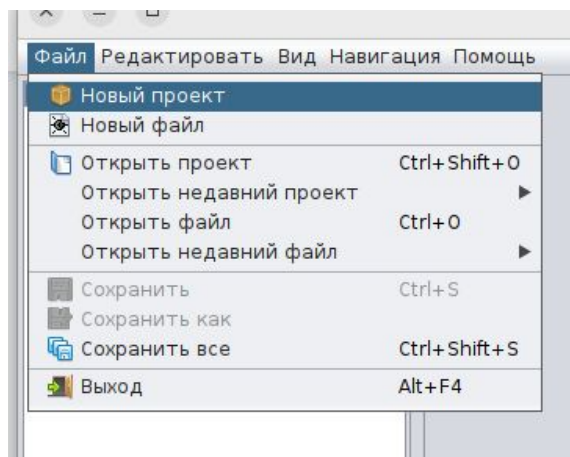 Файл Редактировать Вид Навигация Помощь
Новый проект
Новый файл
Открыть проект Ctrl+Shift+O
Открыть недавний проект
Открыть файл Ctrl+O
Открыть недавний файл
Сохранить Ctrl+S
Сохранить как
Сохранить все Ctrl+Shift+S
Выход Alt+F4